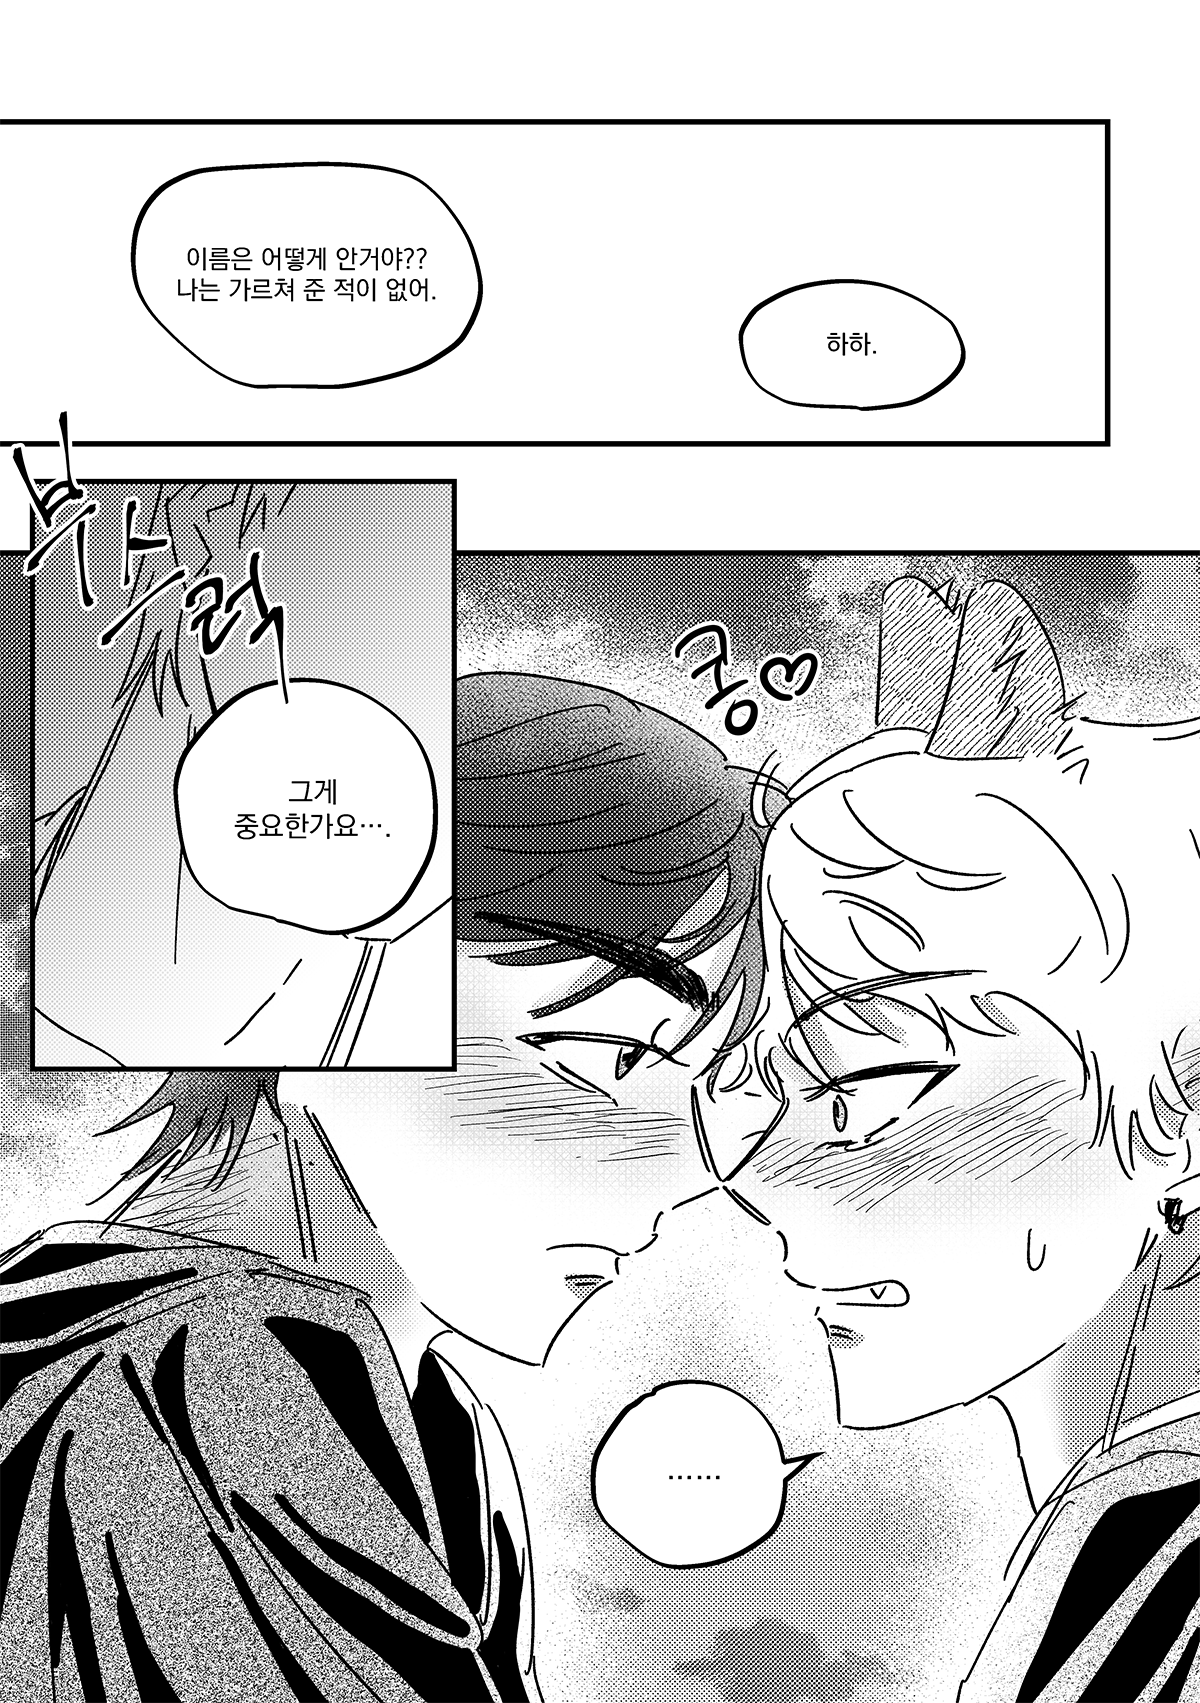 이름은 어떻게 안거야??
나는 가르쳐 준 적이 없어.
하하.
부스럭
그게
중요한가요….
쿵♡
……